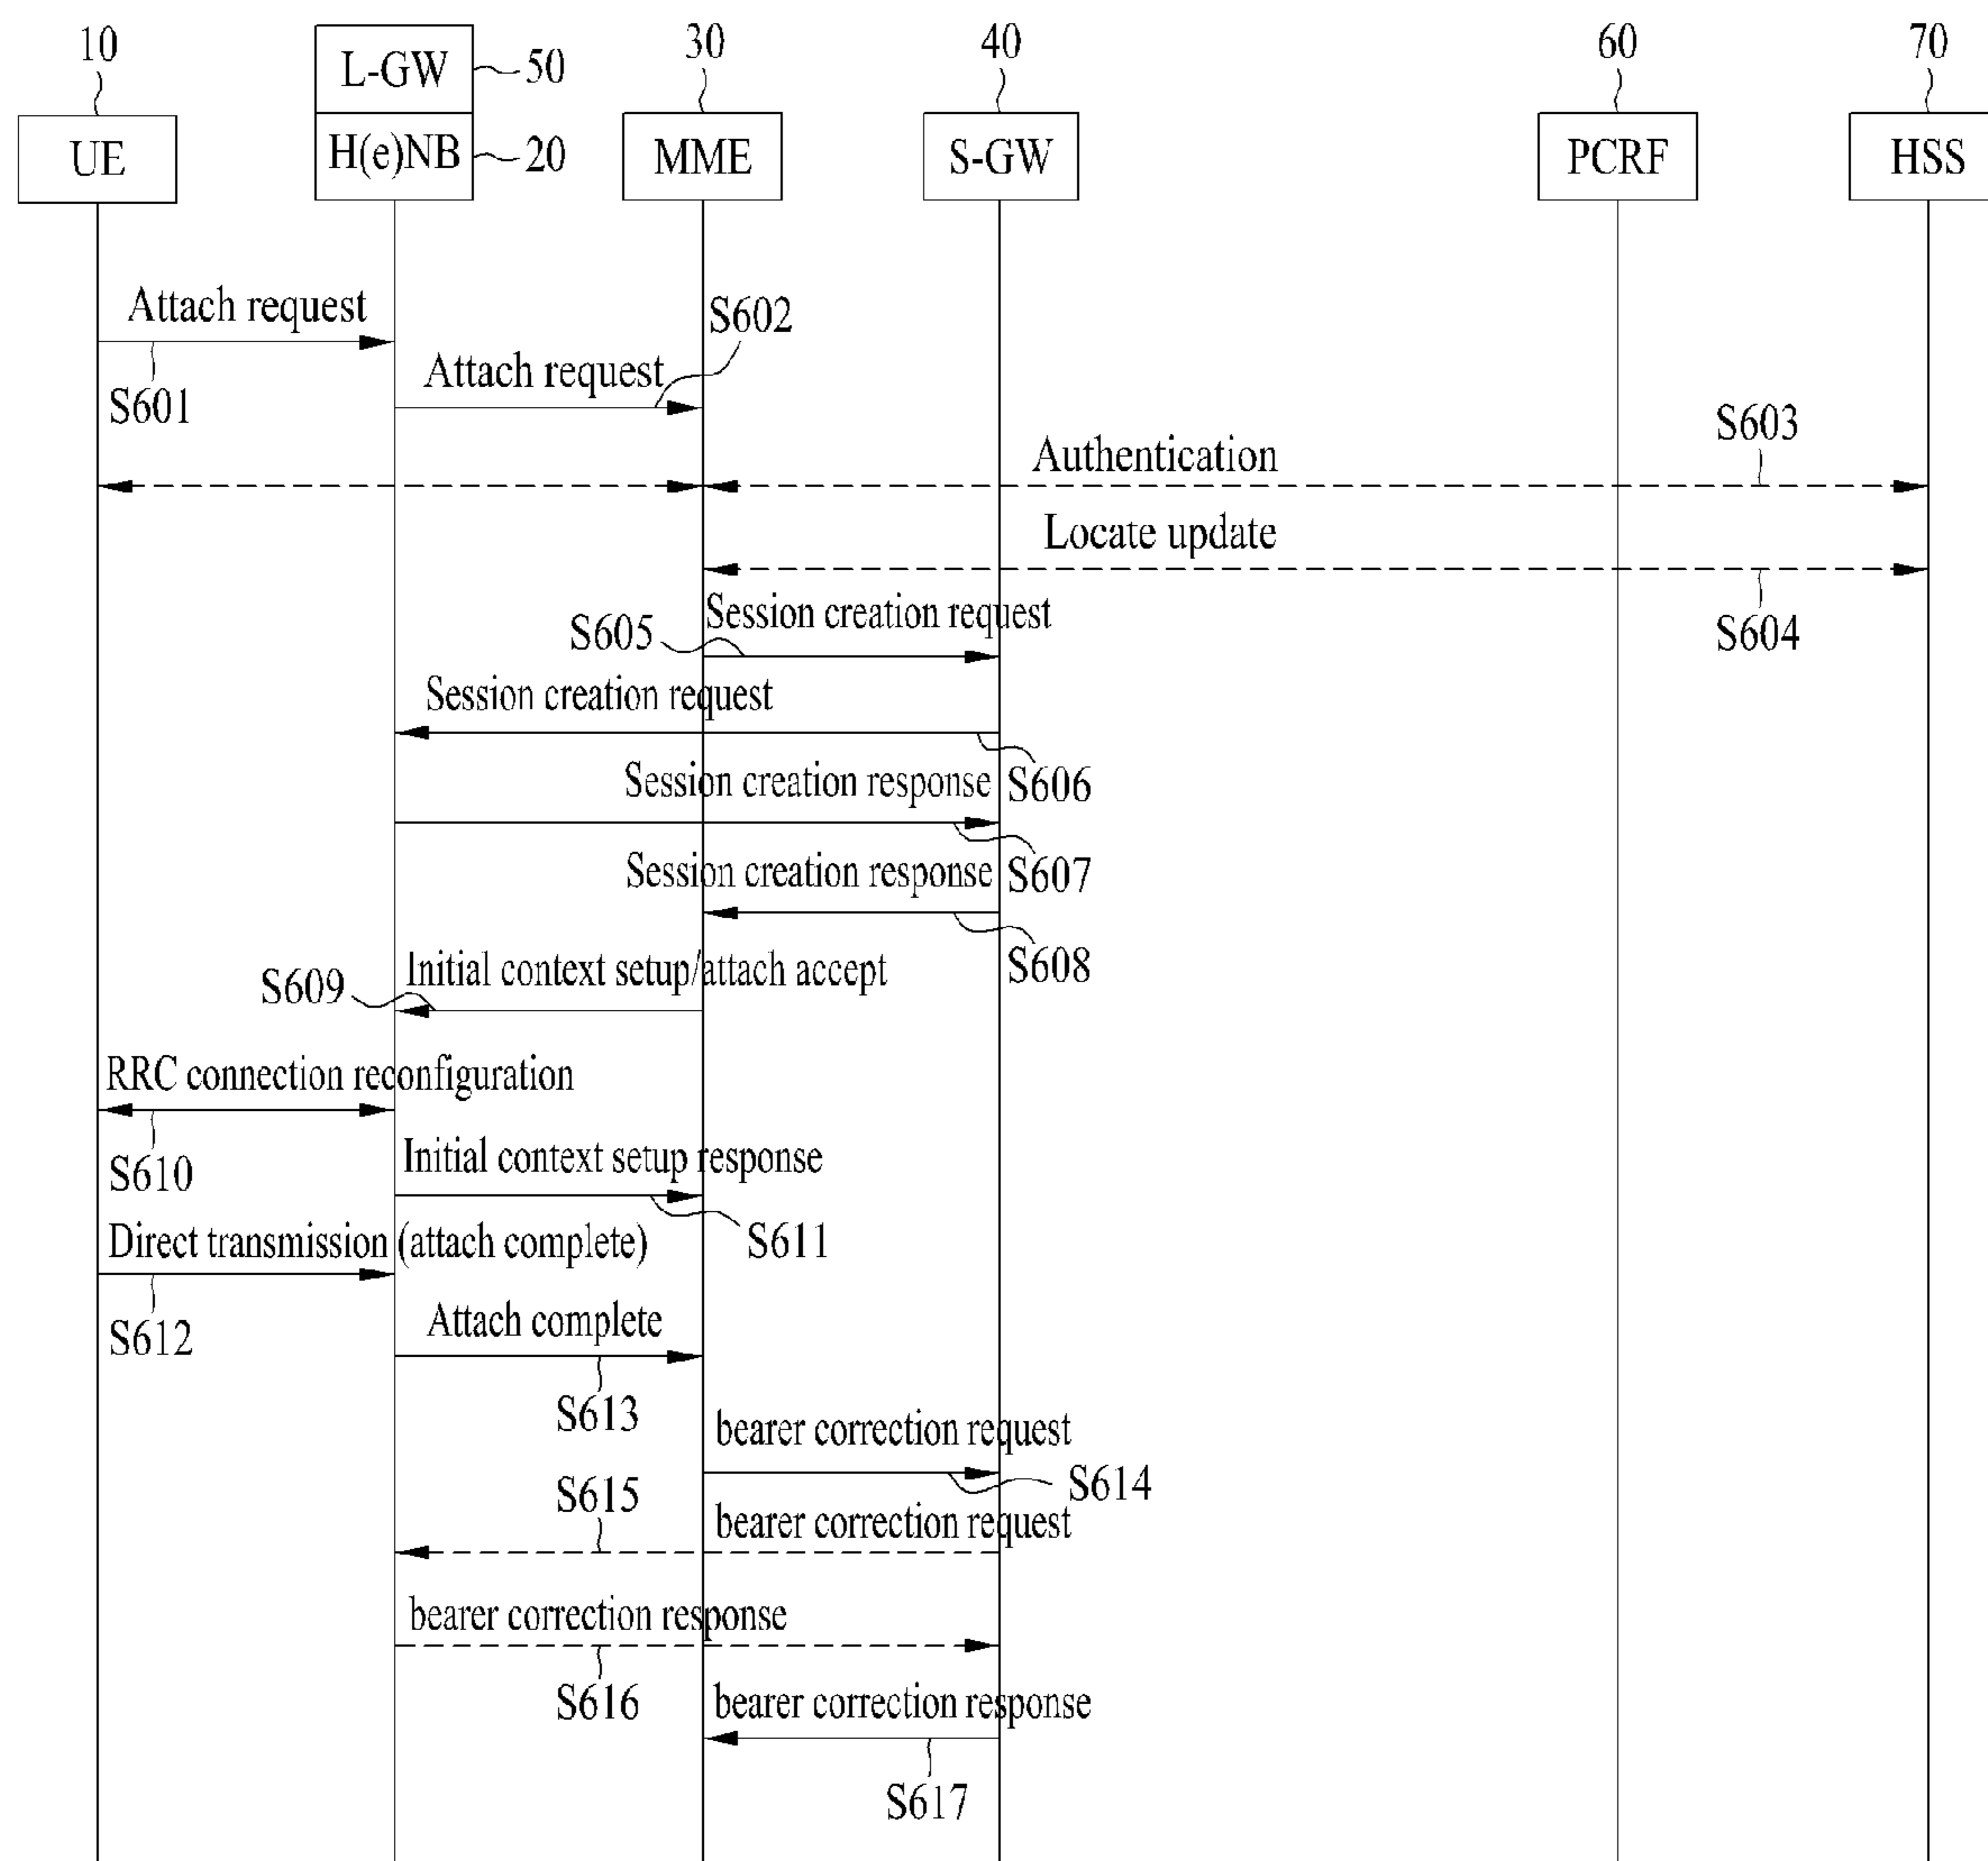 10
L-GW
50
30
40
60
70
UE
H(e)NB
20
MME
S-GW
PCRF
HSS
Attach request
S601
S602
Attach request
S603
Authentication
Locate update
S604
Session creation request
S605
Session creation request
S606
Session creation response
S607
Session creation response
S608
Initial context setup/attach accept
S609
RRC connection reconfiguration
S610
Initial context setup response
S611
Direct transmission (attach complete)
S612
Attach complete
S613
bearer correction request
S614
S615
bearer correction request
bearer correction response
S616
bearer correction response
S617